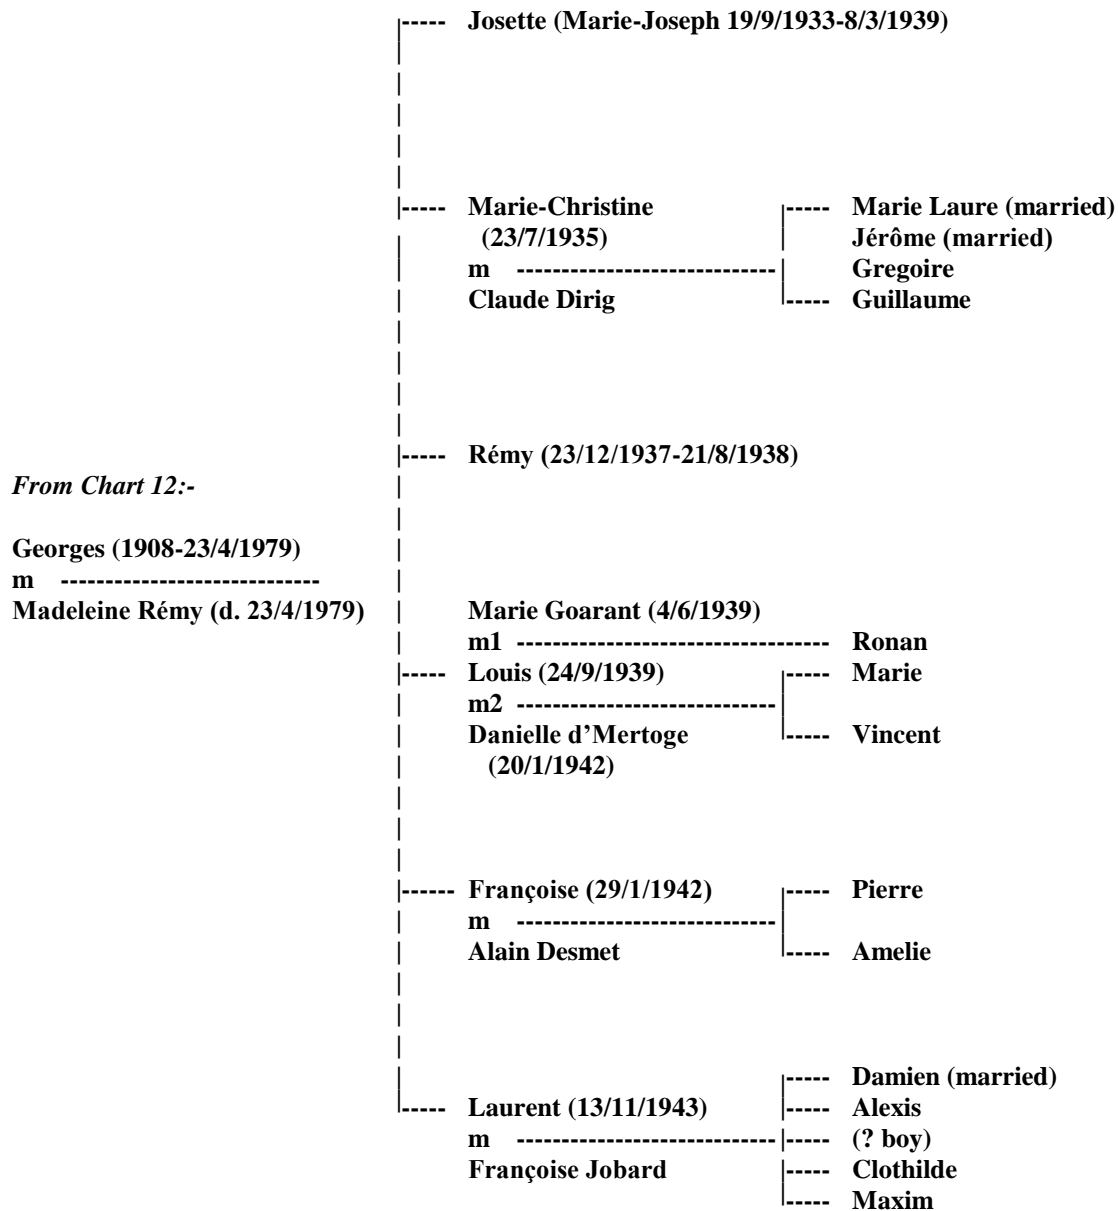 Josette (Marie-Joseph 19/9/1933-8/3/1939)
Marie-Christine
(23/7/1935)
m
Claude Dirig
Marie Laure (married)
Jérôme (married)
Gregoire
Guillaume
Rémy (23/12/1937-21/8/1938)
From Chart 12:-
Georges (1908-23/4/1979)
m
Madeleine Rémy (d. 23/4/1979)
Marie Goarant (4/6/1939)
m1
Ronan
Louis (24/9/1939)
m2
Danielle d’Mertoge
(20/1/1942)
Marie
Vincent
Françoise (29/1/1942)
m
Alain Desmet
Pierre
Amelie
Laurent (13/11/1943)
m
Françoise Jobard
Damien (married)
Alexis
(? boy)
Clothilde
Maxim